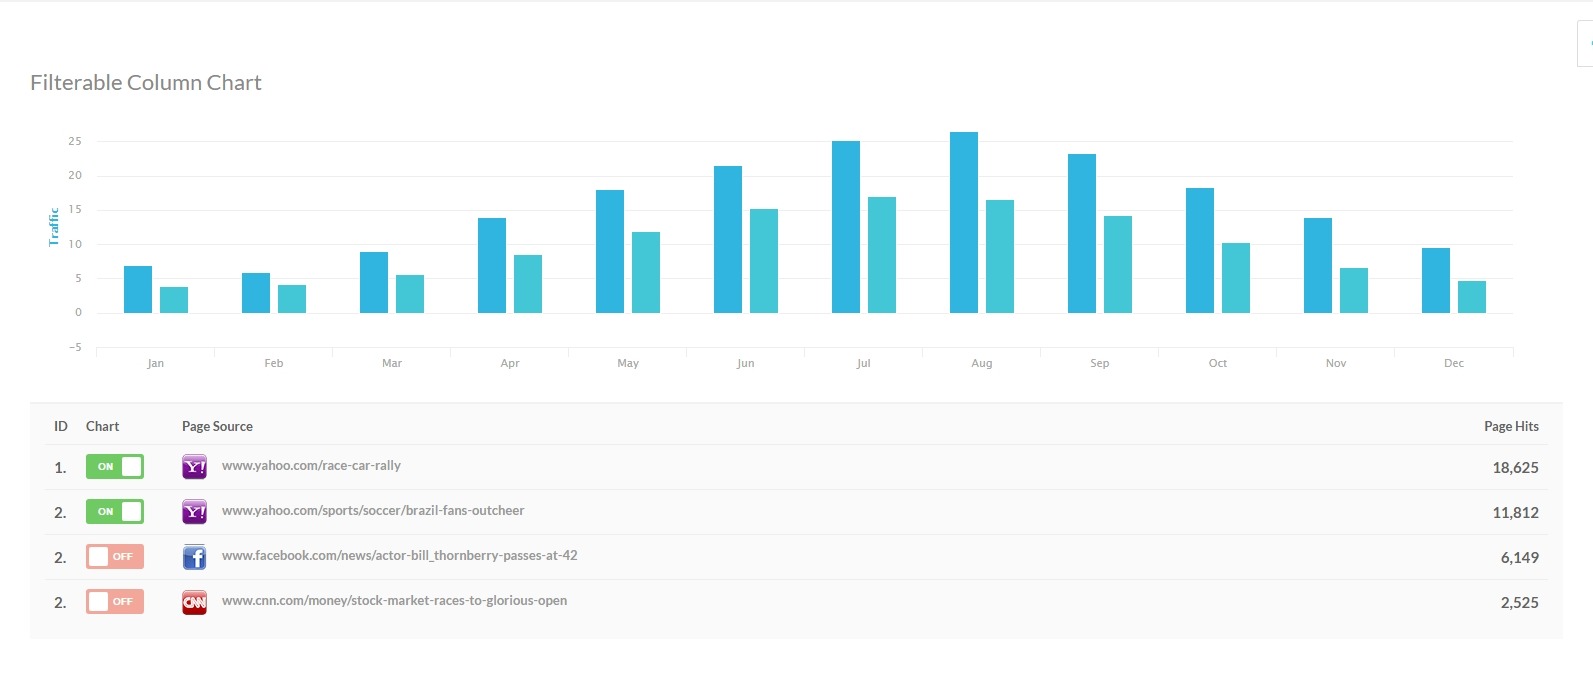 Filterable Column Chart
25
20
15
10
5
0
−5
Traffic
Jan Feb Mar Apr May Jun Jul Aug Sep Oct Nov Dec
ID Chart Page Source Page Hits
1. ON Y! www.yahoo.com/race-car-rally 18,625
2. ON Y! www.yahoo.com/sports/soccer/brazil-fans-outcheer 11,812
2. OFF f www.facebook.com/news/actor-bill_thornberry-passes-at-42 6,149
2. OFF CNN www.cnn.com/money/stock-market-races-to-glorious-open 2,525